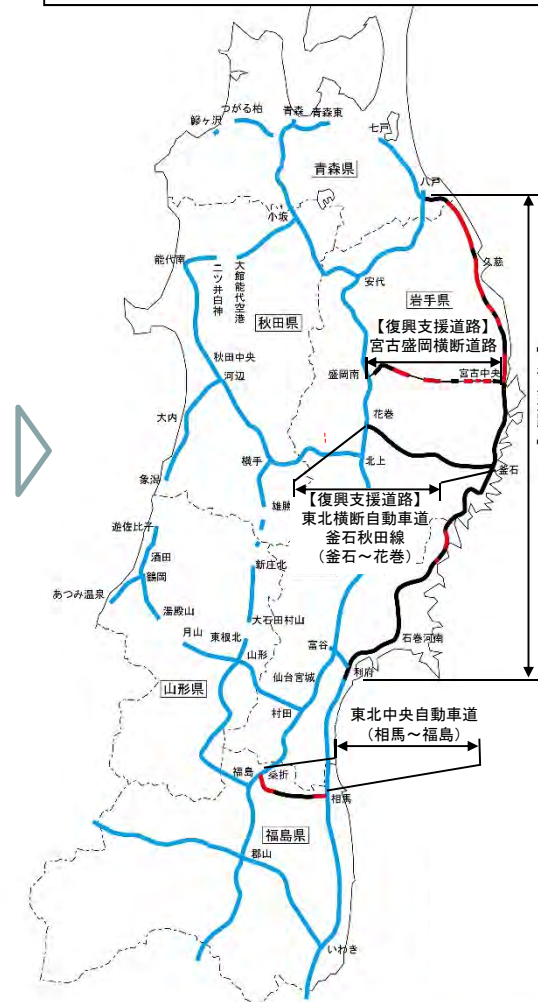 つがる柏
青森
青森東
鰺ヶ沢
七戸
青森県
八戸
小坂
能代南
二ツ井白神
大館能代空港
安代
久慈
岩手県
秋田県
【復興支援道路】
宮古盛岡横断道路
秋田中央
河辺
盛岡南
宮古中央
大内
花巻
横手
北上
釜石
象潟
雄勝
【復興支援道路】
東北横断自動車道
釜石秋田線
(釜石~花巻)
遊佐比子
酒田
鶴岡
新庄北
あつみ温泉
湯殿山
大石田村山
月山
東根北
富谷
石巻河南
山形
仙台宮城
利府
山形県
村田
東北中央自動車道
(相馬~福島)
福島
桑折
相馬
福島県
郡山
いわき